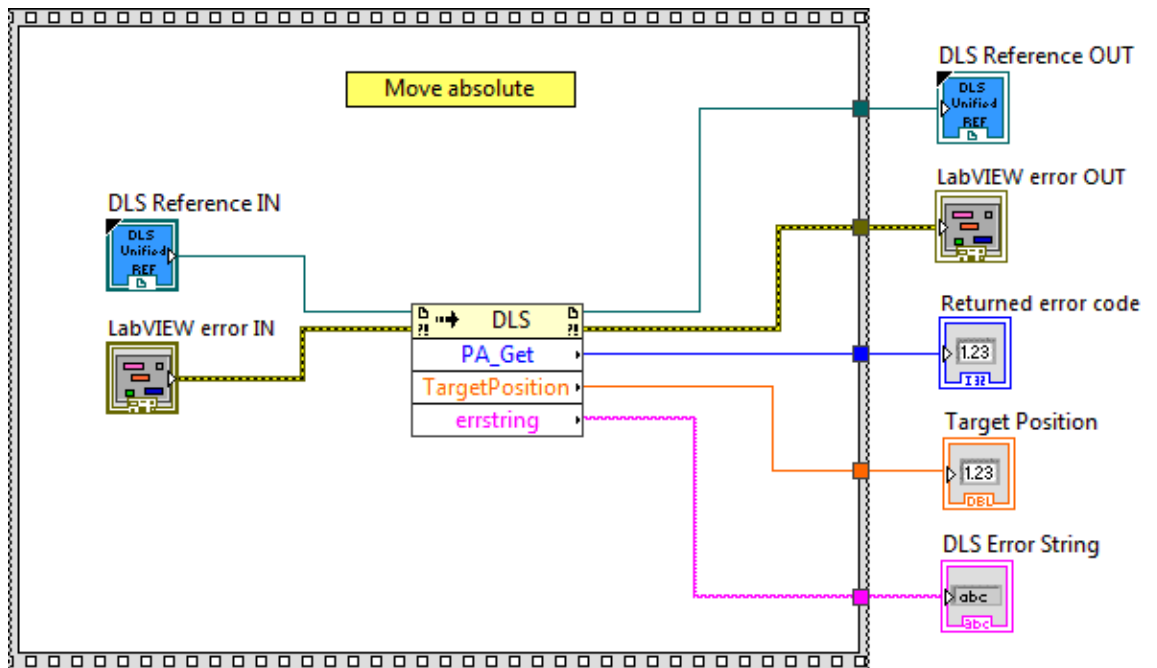 DLS Reference OUT
DLS
Unified
REF
Move absolute
LabVIEW error OUT
DLS Reference IN
DLS
Unified
REF
LabVIEW error IN
?! DLS ?!
PA_Get
TargetPosition
errstring
Returned error code
1.23
I32
Target Position
1.23
DBL
DLS Error String
abc
abc